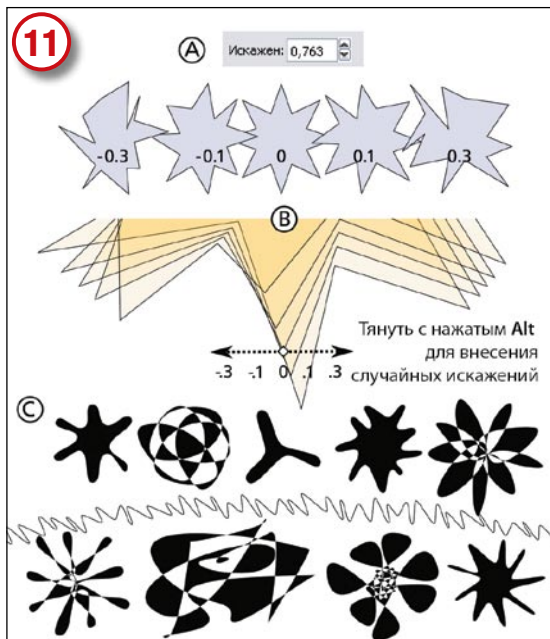 11
A Искажен: 0,763
-0.3 -0.1 0 0.1 0.3
B
Тянуть с нажатым Alt
для внесения
случайных искажений
-.3 -.1 0 .1 .3
C